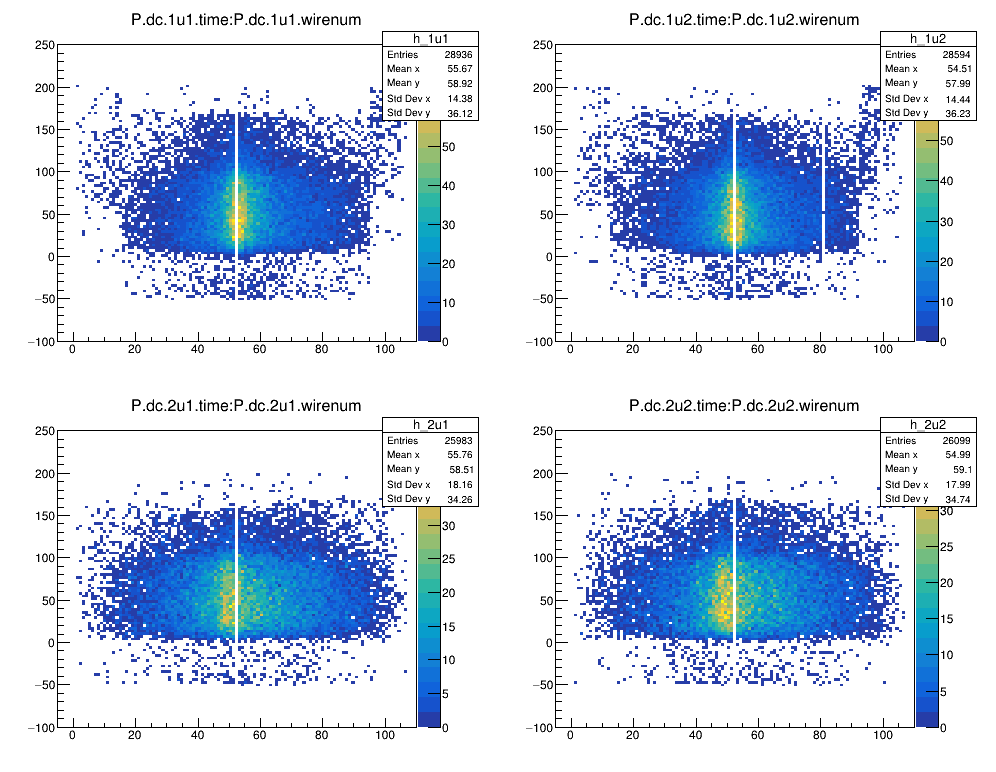 P.dc.1u1.time:P.dc.1u1.wirenum
h_1u1
Entries 28936
Mean x 55.67
Mean y 58.92
Std Dev x 14.38
Std Dev y 36.12
250
200
150
100
50
0
−50
−100
0 20 40 60 80 100
50
40
30
20
10
0
P.dc.1u2.time:P.dc.1u2.wirenum
h_1u2
Entries 28594
Mean x 54.51
Mean y 57.99
Std Dev x 14.44
Std Dev y 36.23
250
200
150
100
50
0
−50
−100
0 20 40 60 80 100
50
40
30
20
10
0
P.dc.2u1.time:P.dc.2u1.wirenum
h_2u1
Entries 25983
Mean x 55.76
Mean y 58.51
Std Dev x 18.16
Std Dev y 34.26
250
200
150
100
50
0
−50
−100
0 20 40 60 80 100
30
25
20
15
10
5
0
P.dc.2u2.time:P.dc.2u2.wirenum
h_2u2
Entries 26099
Mean x 54.99
Mean y 59.1
Std Dev x 17.99
Std Dev y 34.74
250
200
150
100
50
0
−50
−100
0 20 40 60 80 100
30
25
20
15
10
5
0